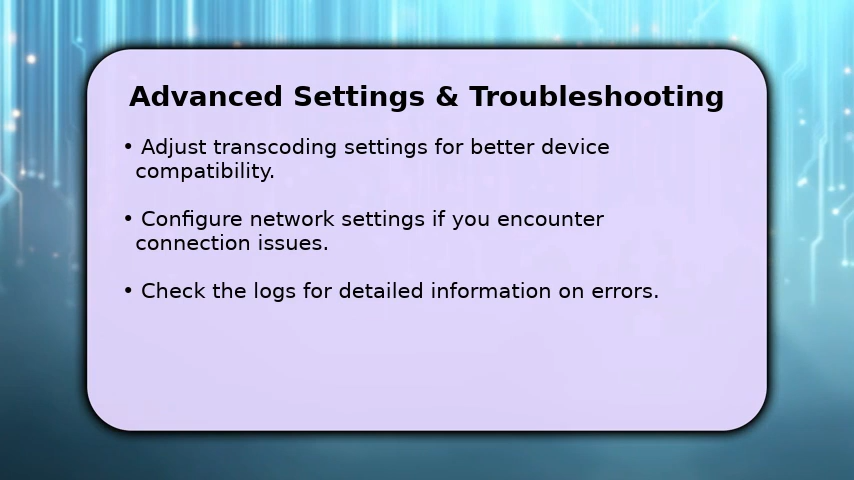 Advanced Settings & Troubleshooting
• Adjust transcoding settings for better device
compatibility.
• Configure network settings if you encounter
connection issues.
• Check the logs for detailed information on errors.